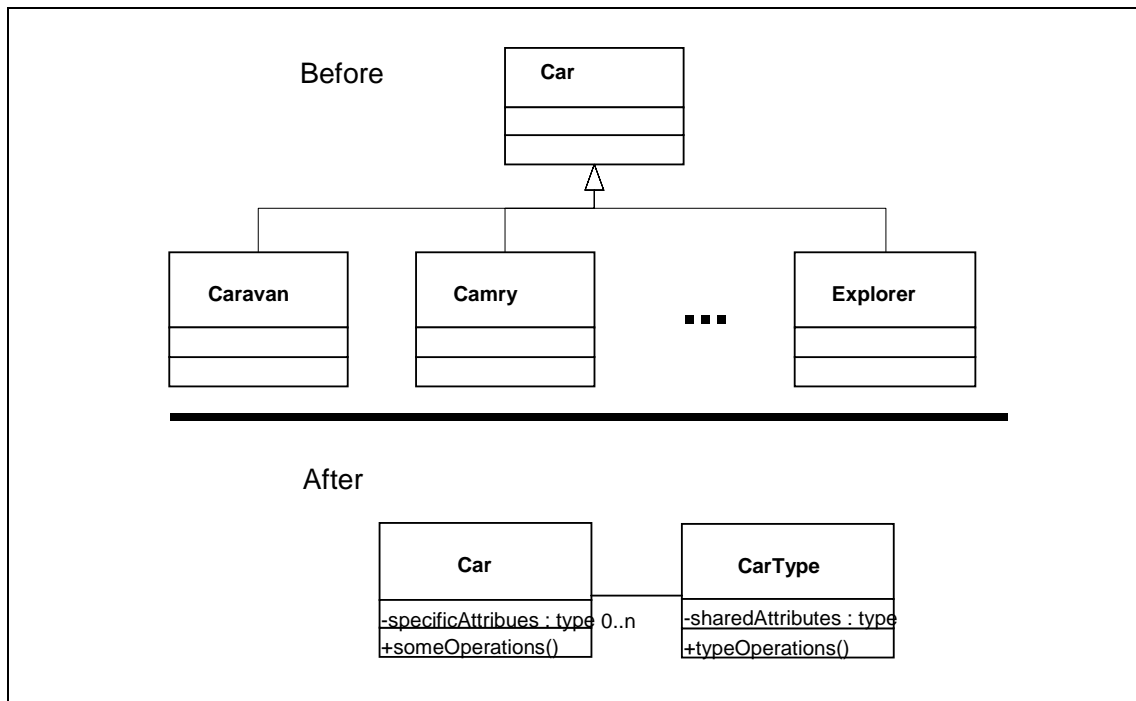 Before
Car
Caravan
Camry
...
Explorer
After
Car
CarType
-specificAttribues : type
0..n
-sharedAttributes : type
+someOperations()
+typeOperations()